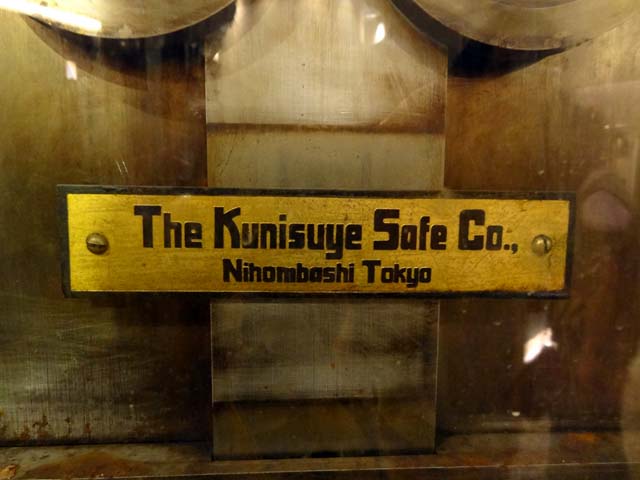 The Kunisuye Safe Co.,
Nihombashi Tokyo